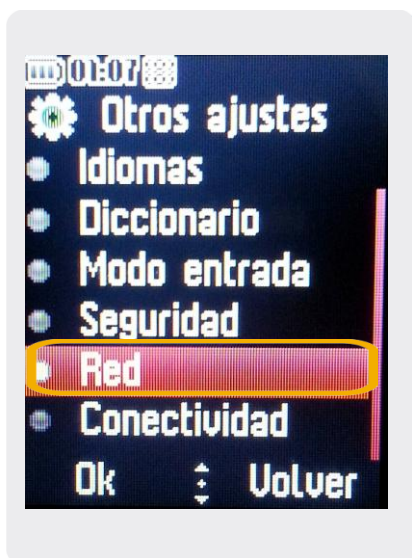 01:07
Otros ajustes
Idiomas
Diccionario
Modo entrada
Seguridad
Red
Conectividad
Ok Volver